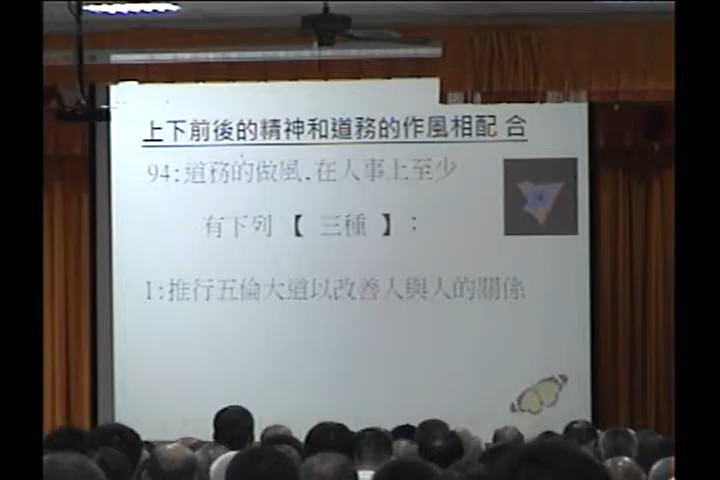 上下前後的精神和道務的作風相配 合
94:道務的做風.在人事上至少
有下列【 三種 】：
1:推行五倫大道以改善人與人的關係